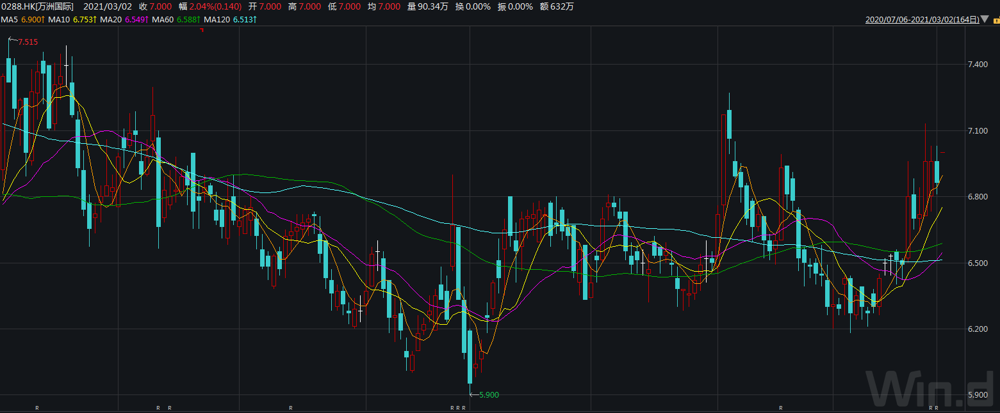 0288.HK[万洲国际] 2021/03/02 收 7.000 幅 2.04%(0.140) 开 7.000 高 7.000 低 7.000 均 7.000 量 90.34万 换 0.00% 振 0.00% 额 632万
MA5 6.900↑ MA10 6.753↑ MA20 6.549↑ MA60 6.588↑ MA120 6.513↑
2020/07/06-2021/03/02(164日)
7.515
7.400
7.100
6.800
6.500
6.200
5.900
5.900
Win.d
R R R R R R R R R R